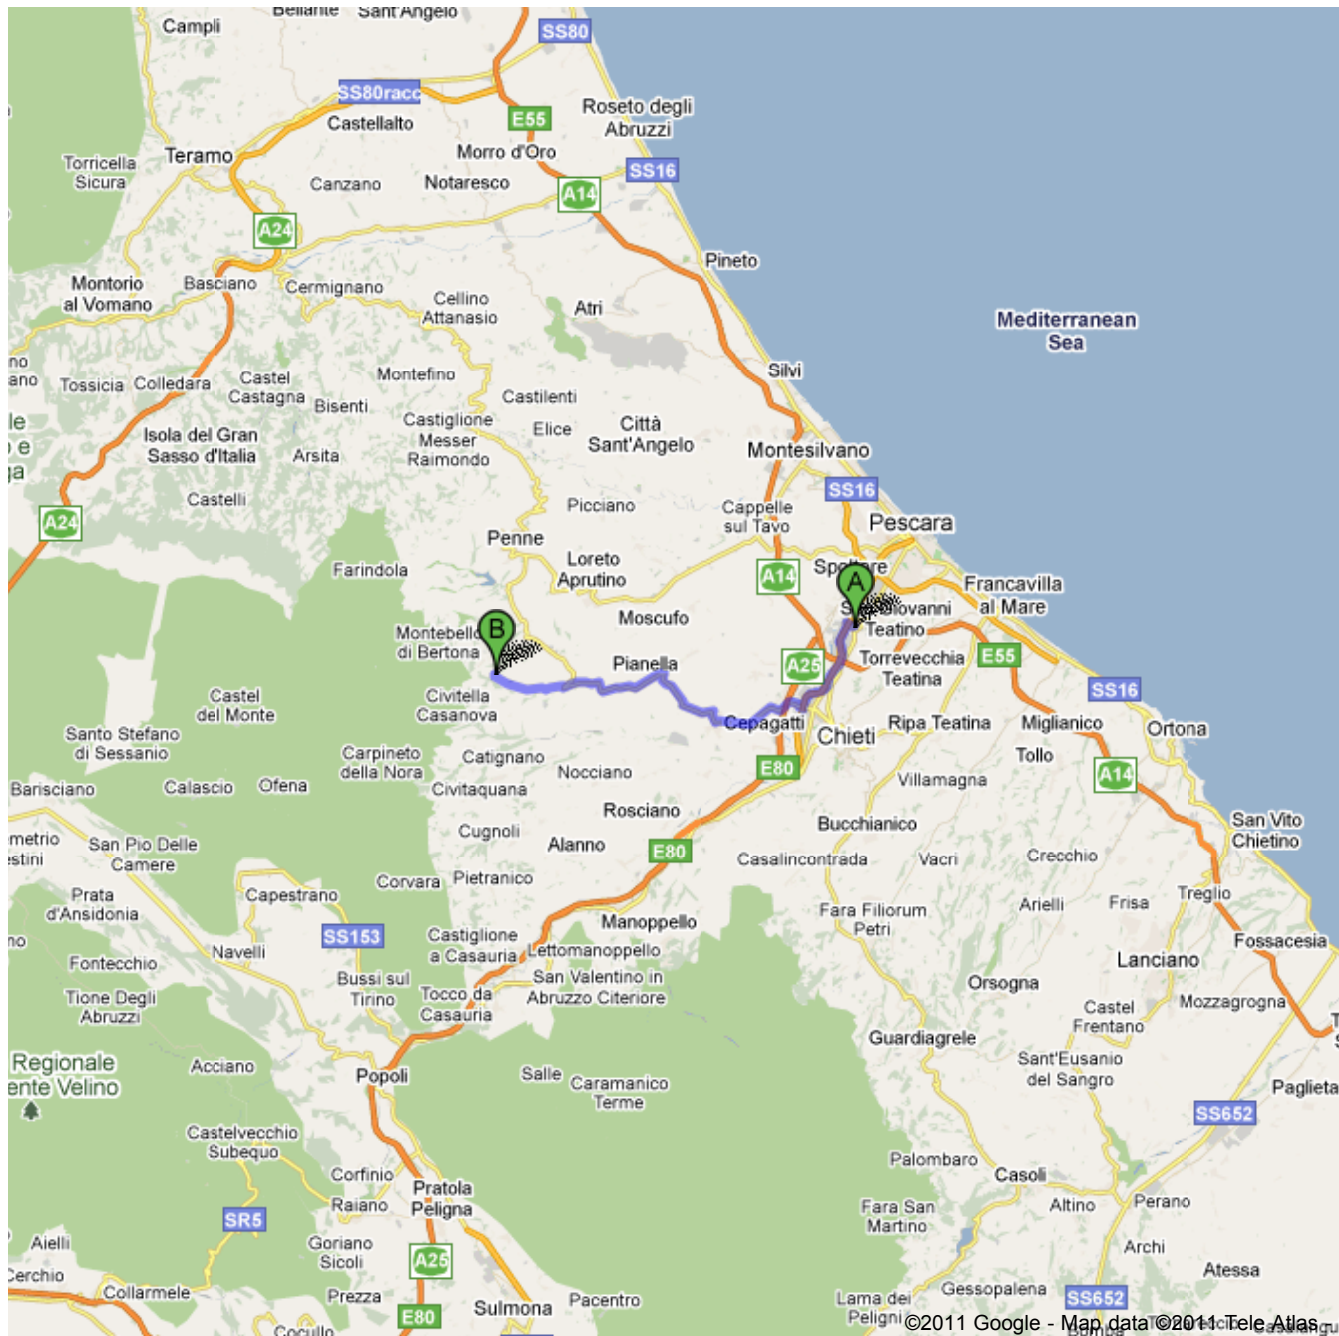 Bellante
Sant'Angelo
Campli
SS80
SS80racc
Castellalto
E55
Roseto degli
Abruzzi
Teramo
Morro d'Oro
Torricella
Sicura
Canzano
Notaresco
SS16
A14
A24
Pineto
Montorio
al Vomano
Basciano
Cermignano
Cellino
Attanasio
Atri
Mediterranean
Sea
Tossicia
Colledara
Castel
Castagna
Montefino
Silvi
Bisenti
Castilenti
Castiglione
Messer
Raimondo
Elice
Città
Sant'Angelo
Isola del Gran
Sasso d'Italia
Arsita
Montesilvano
Castelli
SS16
A24
Picciano
Cappelle
sul Tavo
Pescara
Penne
Farindola
Loreto
Aprutino
A14
Spoltore
A
Francavilla
al Mare
San Giovanni
Teatino
Moscufo
B
Montebello
di Bertona
Pianella
A25
Torrevecchia
Teatina
E55
SS16
Castel
del Monte
Civitella
Casanova
Cepagatti
Chieti
Ripa Teatina
Miglianico
Ortona
Santo Stefano
di Sessanio
Carpineto
della Nora
Catignano
Nocciano
E80
Tollo
A14
Barisciano
Calascio
Ofena
Civitaquana
Villamagna
Rosciano
Bucchianico
San Vito
Chietino
metrio
estini
San Pio Delle
Camere
Cugnoli
Alanno
E80
Casalincontrada
Vacri
Crecchio
Corvara
Pietranico
Capestrano
Prata
d'Ansidonia
Treglio
Arielli
Frisa
Fara Filiorum
Petri
Manoppello
SS153
Castiglione
a Casauria
Lettomanoppello
Navelli
Fossacesia
Fontecchio
Lanciano
Bussi sul
Tirino
San Valentino in
Abruzzo Citeriore
Tocco da
Casauria
Orsogna
Tione Degli
Abruzzi
Castel
Frentano
Mozzagrogna
Guardiagrele
Regionale
ente Velino
Acciano
Popoli
Salle
Caramanico
Terme
Sant'Eusanio
del Sangro
Paglieta
SS652
Castelvecchio
Subequo
Palombaro
Casoli
Corfinio
Raiano
Pratola
Peligna
Altino
Perano
SR5
Fara San
Martino
Aielli
Goriano
Sicoli
A25
Archi
Cerchio
Collarmele
Prezza
E80
Sulmona
Pacentro
Atessa
Gessopalena
SS652
Lama dei
Peligni
Cocullo
©2011 Google - Map data ©2011 Tele Atlas -